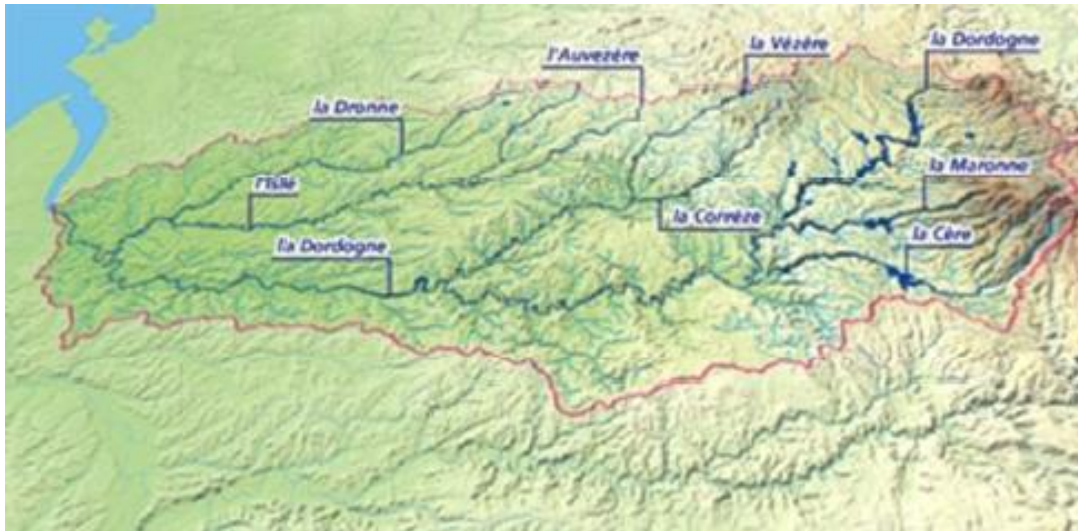 la Vézère
la Dordogne
l'Auvezère
la Dronne
la Maronne
l'Isle
la Corrèze
la Cère
la Dordogne